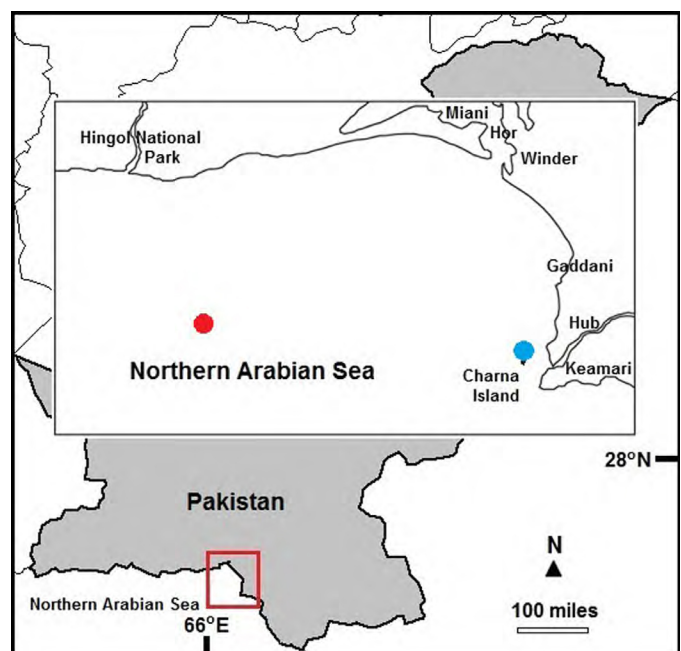 Miani
Hor
Hingol National
Park
Winder
Gaddani
Hub
Northern Arabian Sea
Charna
Island
Keamari
28°N
Pakistan
N
Northern Arabian Sea
100 miles
66°E